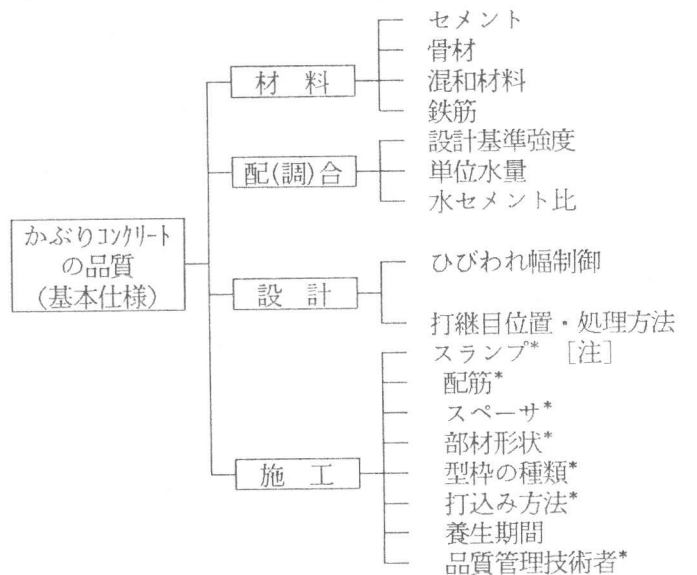 かぶりコンクリート
の品質
(基本仕様)
材 料
セメント
骨材
混和材料
鉄筋
配(調)合
設計基準強度
単位水量
水セメント比
設 計
ひびわれ幅制御
打継目位置・処理方法
施 工
スランプ* [注]
配筋*
スペーサ*
部材形状*
型枠の種類*
打込み方法*
養生期間
品質管理技術者*